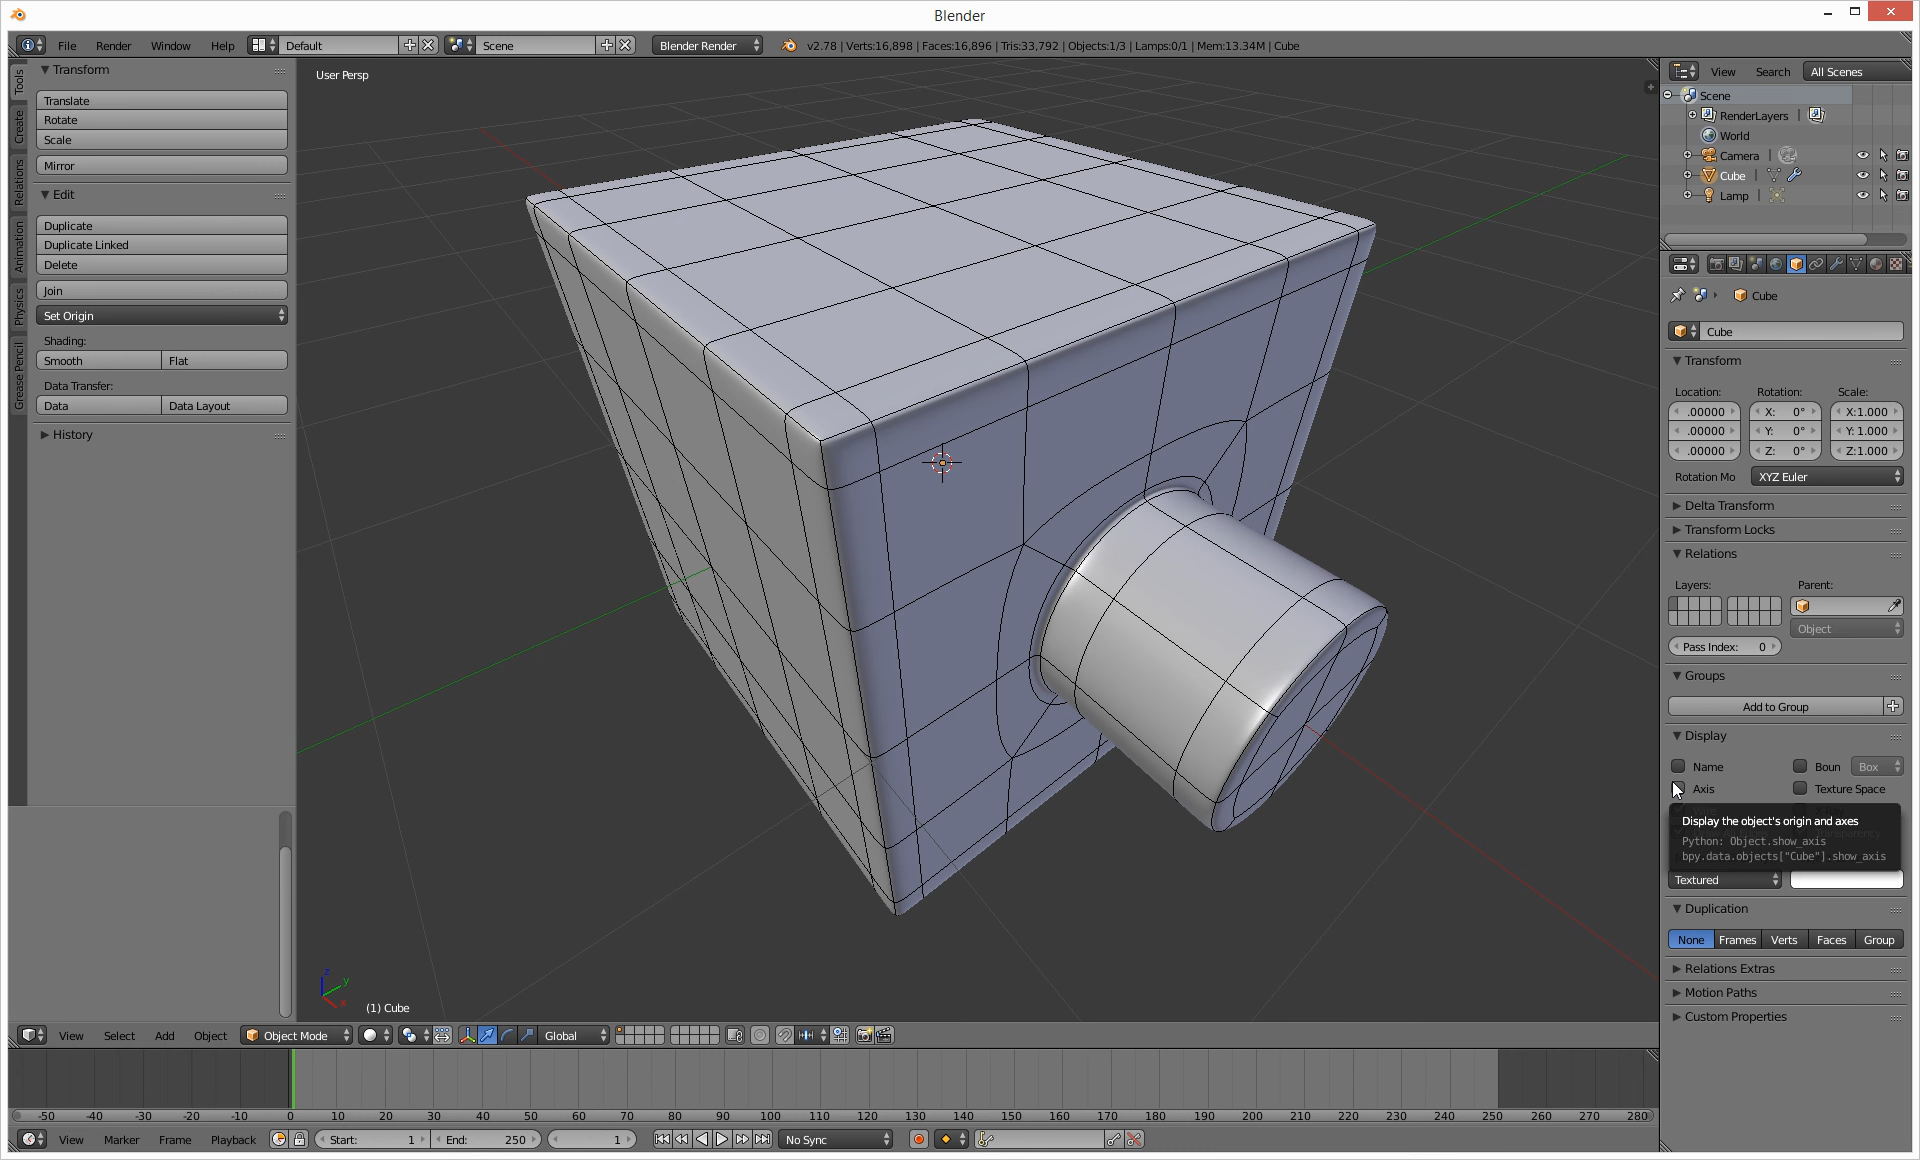 Blender
File Render Window Help Default Scene Blender Render v2.78 | Verts:16,898 | Faces:16,896 | Tris:33,792 | Objects:1/3 | Lamps:0/1 | Mem:13.34M | Cube
Tools
Create
Relations
Animation
Physics
Grease Pencil
Transform
Translate
Rotate
Scale
Mirror
Edit
Duplicate
Duplicate Linked
Delete
Join
Set Origin
Shading:
Smooth Flat
Data Transfer:
Data Data Layout
History
User Persp
z
y
x
(1) Cube
View Select Add Object Object Mode Global
-50 -40 -30 -20 -10 0 10 20 30 40 50 60 70 80 90 100 110 120 130 140 150 160 170 180 190 200 210 220 230 240 250 260 270 280
View Marker Frame Playback Start: 1 End: 250 1 No Sync
View Search All Scenes
Scene
RenderLayers
World
Camera
Cube
Lamp
Cube
Cube
Transform
Location: Rotation: Scale:
.00000 X: 0° X:1.000
.00000 Y: 0° Y: 1.000
.00000 Z: 0° Z:1.000
Rotation Mo XYZ Euler
Delta Transform
Transform Locks
Relations
Layers: Parent:
Object
Pass Index: 0
Groups
Add to Group
Display
Name Boun Box
Axis Texture Space
Display the object's origin and axes
Python: Object.show_axis
bpy.data.objects["Cube"].show_axis
Textured
Duplication
None Frames Verts Faces Group
Relations Extras
Motion Paths
Custom Properties